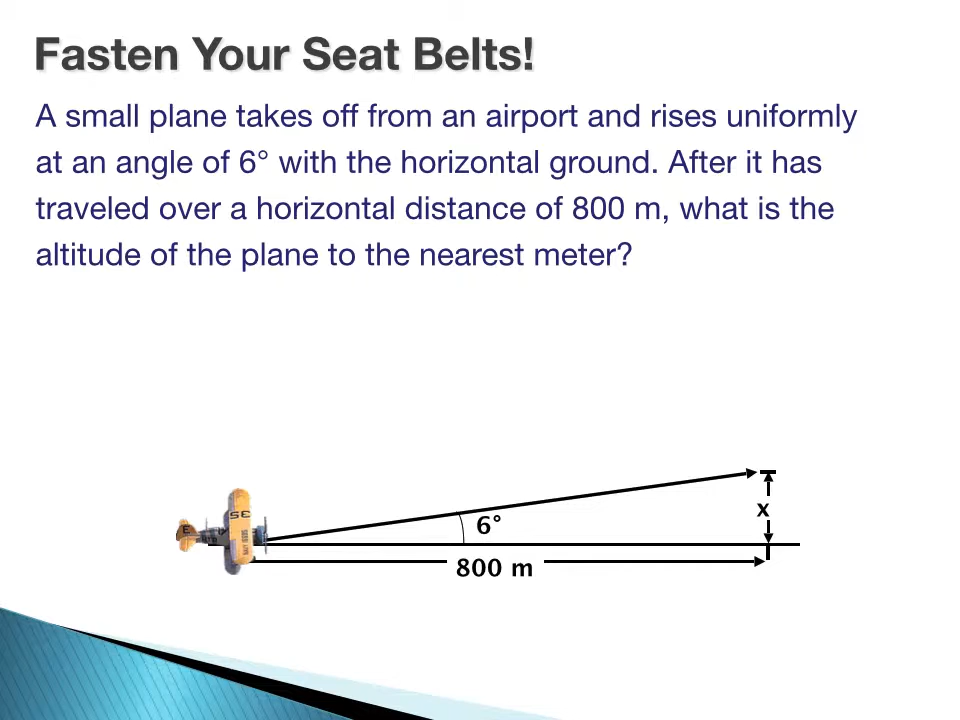 Fasten Your Seat Belts!
A small plane takes off from an airport and rises uniformly
at an angle of 6° with the horizontal ground. After it has
traveled over a horizontal distance of 800 m, what is the
altitude of the plane to the nearest meter?
x
6°
800 m